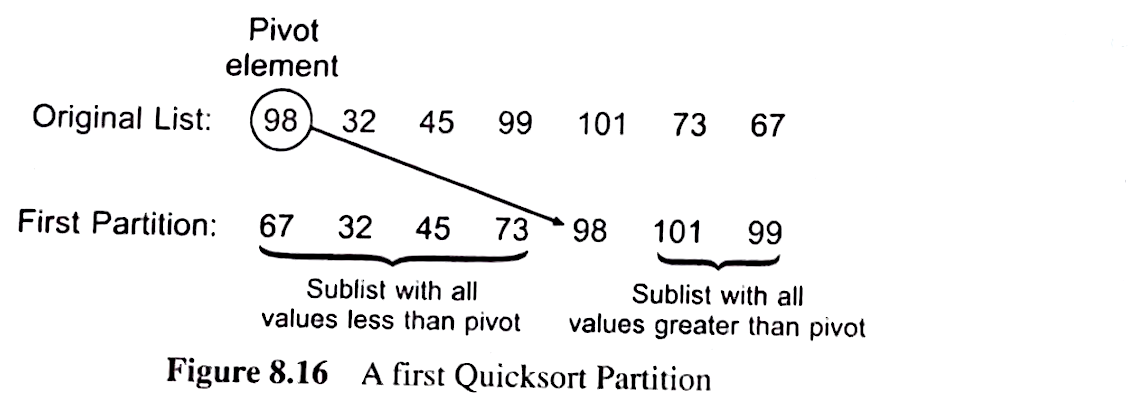 Pivot
element
Original List: 98 32 45 99 101 73 67
First Partition: 67 32 45 73 98 101 99
Sublist with all
values less than pivot
Sublist with all
values greater than pivot
Figure 8.16 A first Quicksort Partition